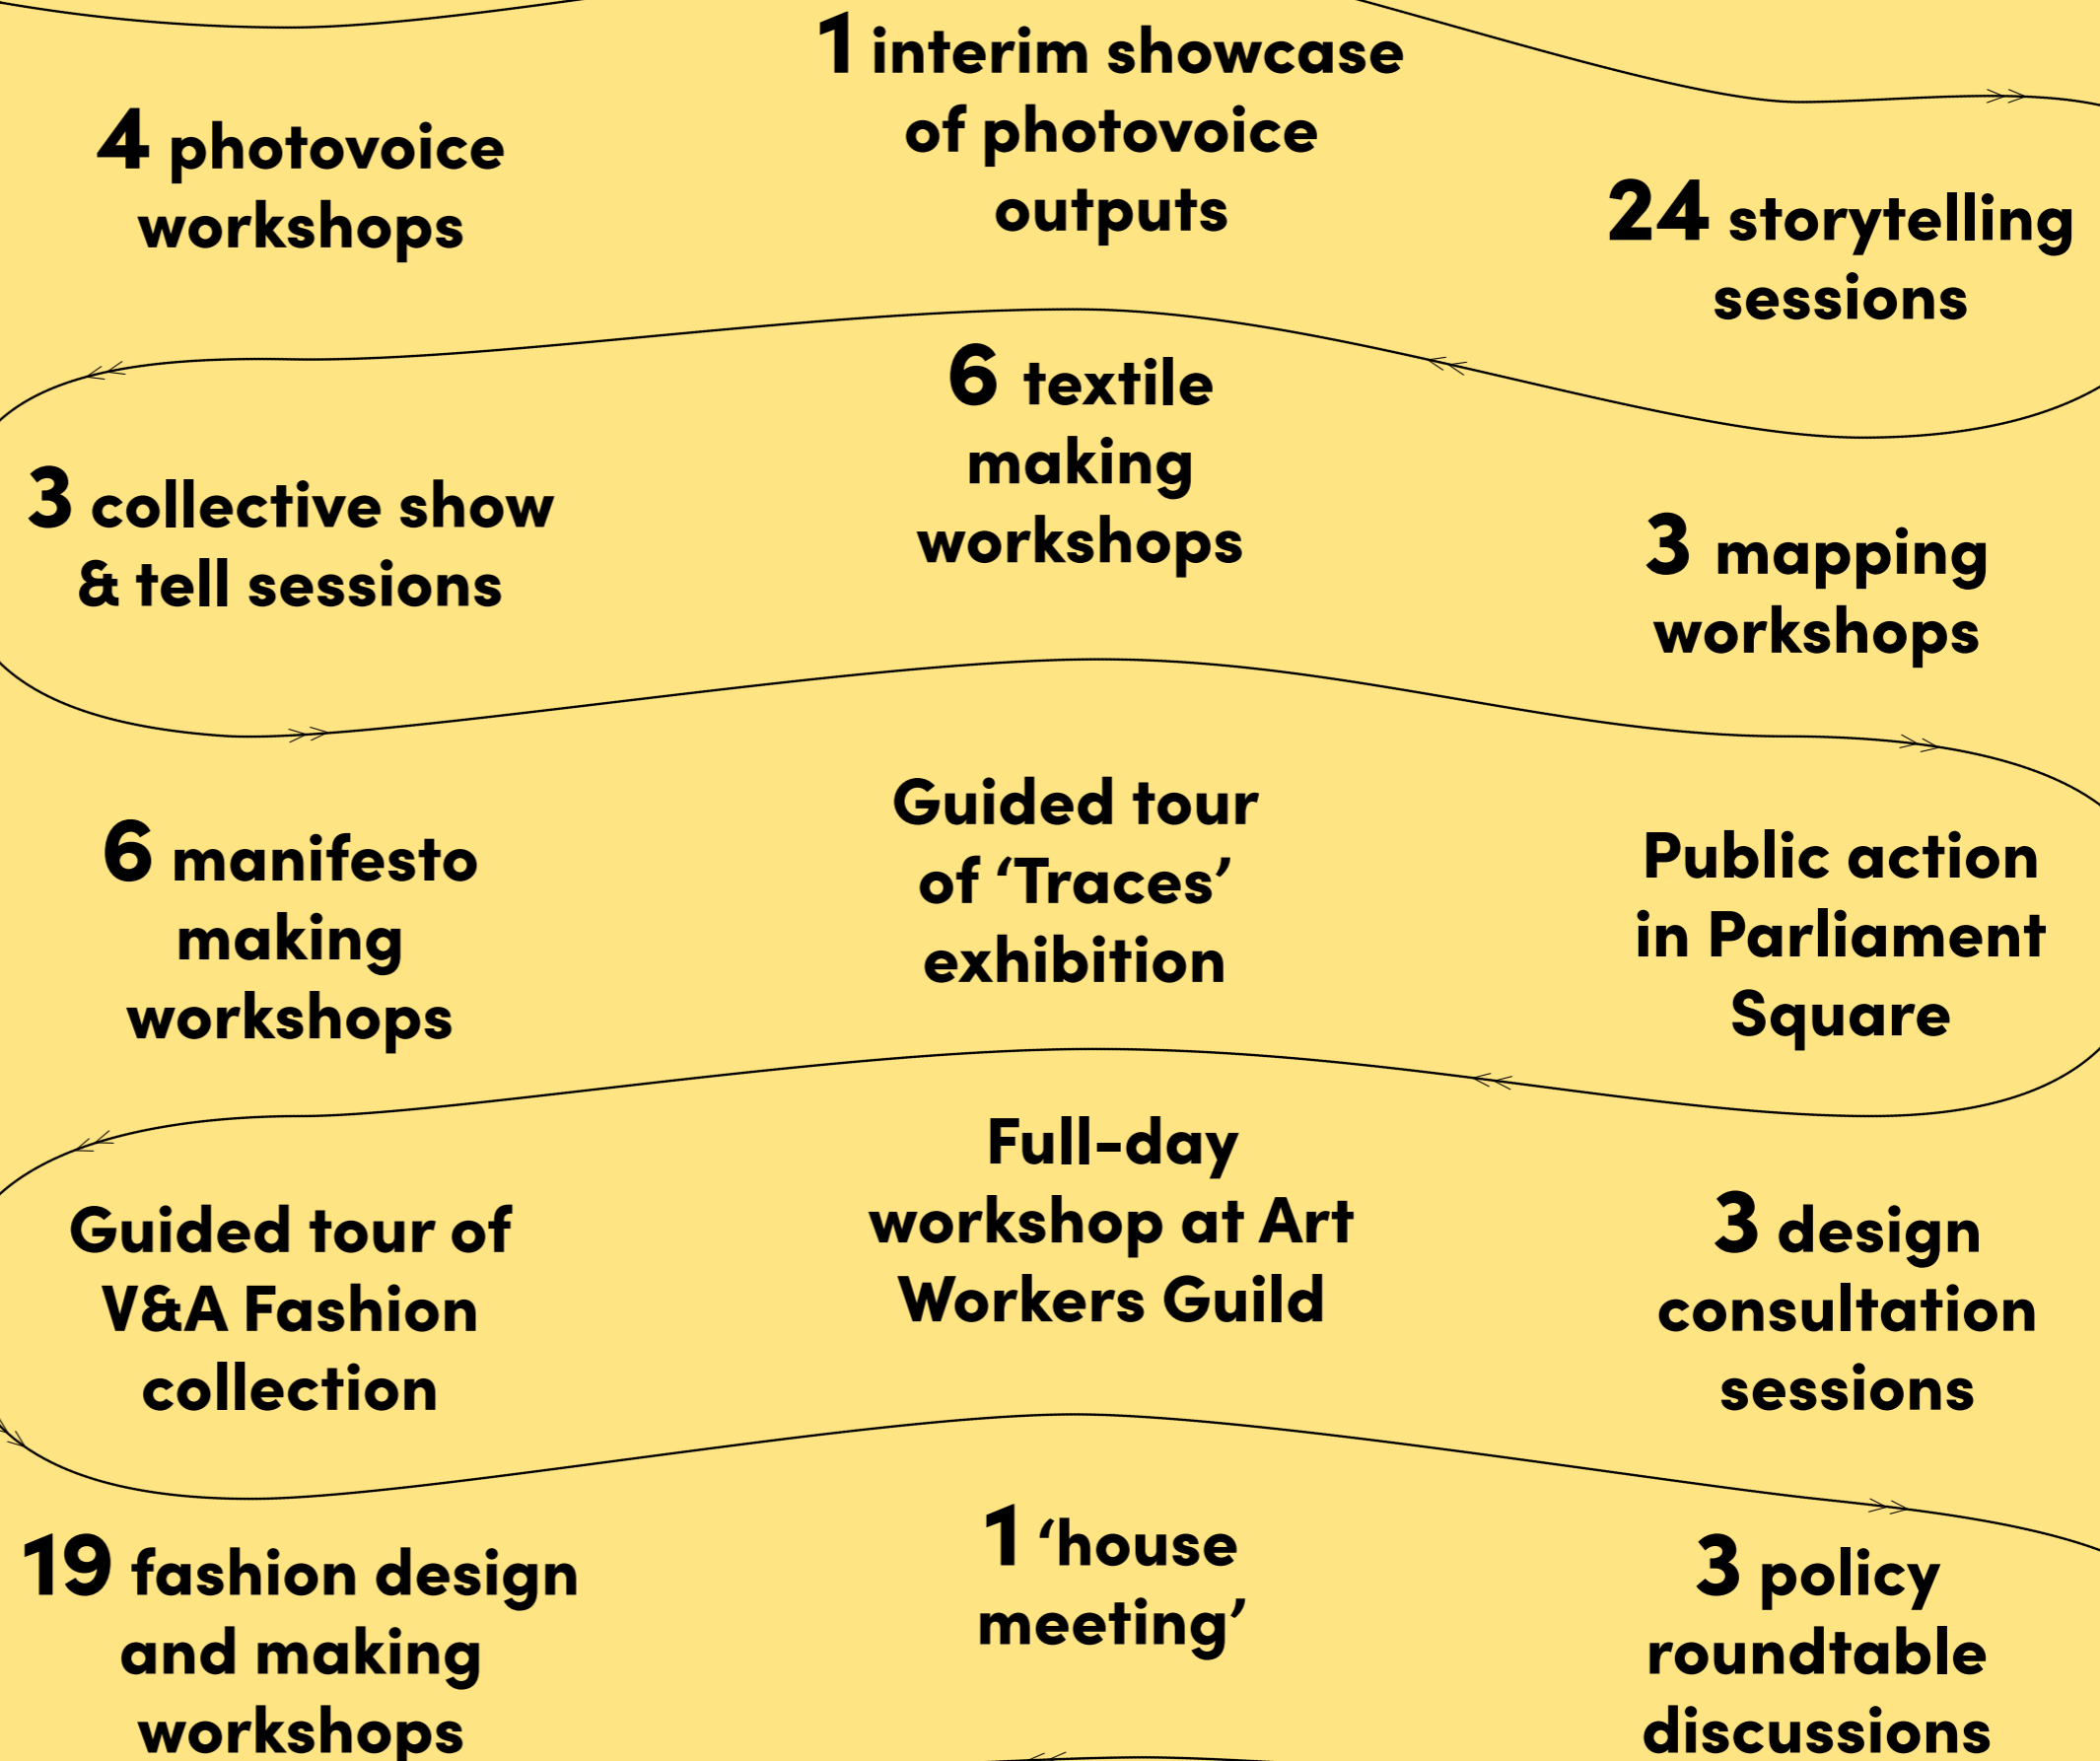 4 photovoice
workshops
1 interim showcase
of photovoice
outputs
24 storytelling
sessions
3 collective show
& tell sessions
6 textile
making
workshops
3 mapping
workshops
6 manifesto
making
workshops
Guided tour
of ‘Traces’
exhibition
Public action
in Parliament
Square
Guided tour of
V&A Fashion
collection
Full-day
workshop at Art
Workers Guild
3 design
consultation
sessions
19 fashion design
and making
workshops
1 ‘house
meeting’
3 policy
roundtable
discussions